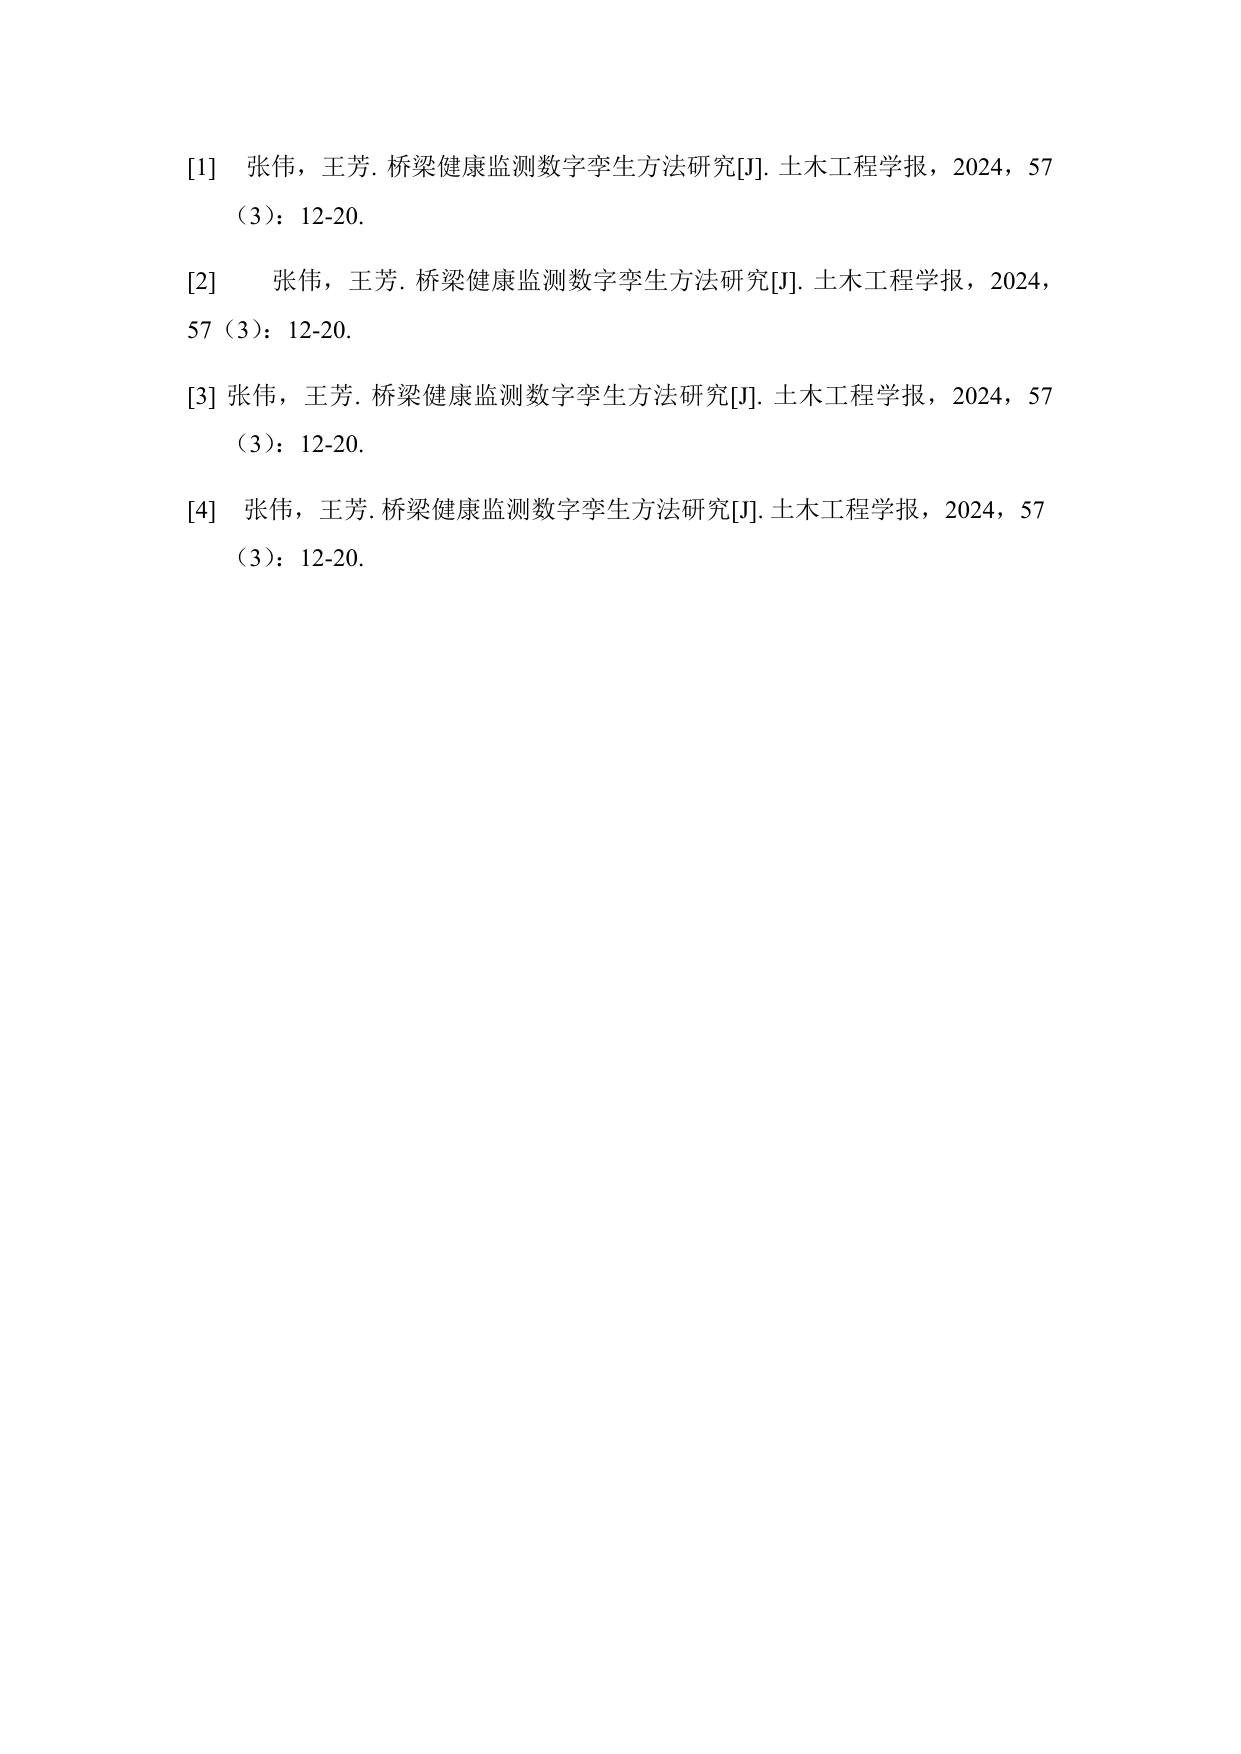 [1]　张伟，王芳. 桥梁健康监测数字孪生方法研究[J]. 土木工程学报，2024，57
（3）：12-20.
[2]　　张伟，王芳. 桥梁健康监测数字孪生方法研究[J]. 土木工程学报，2024，
57（3）：12-20.
[3] 张伟，王芳. 桥梁健康监测数字孪生方法研究[J]. 土木工程学报，2024，57
（3）：12-20.
[4]　张伟，王芳. 桥梁健康监测数字孪生方法研究[J]. 土木工程学报，2024，57
（3）：12-20.